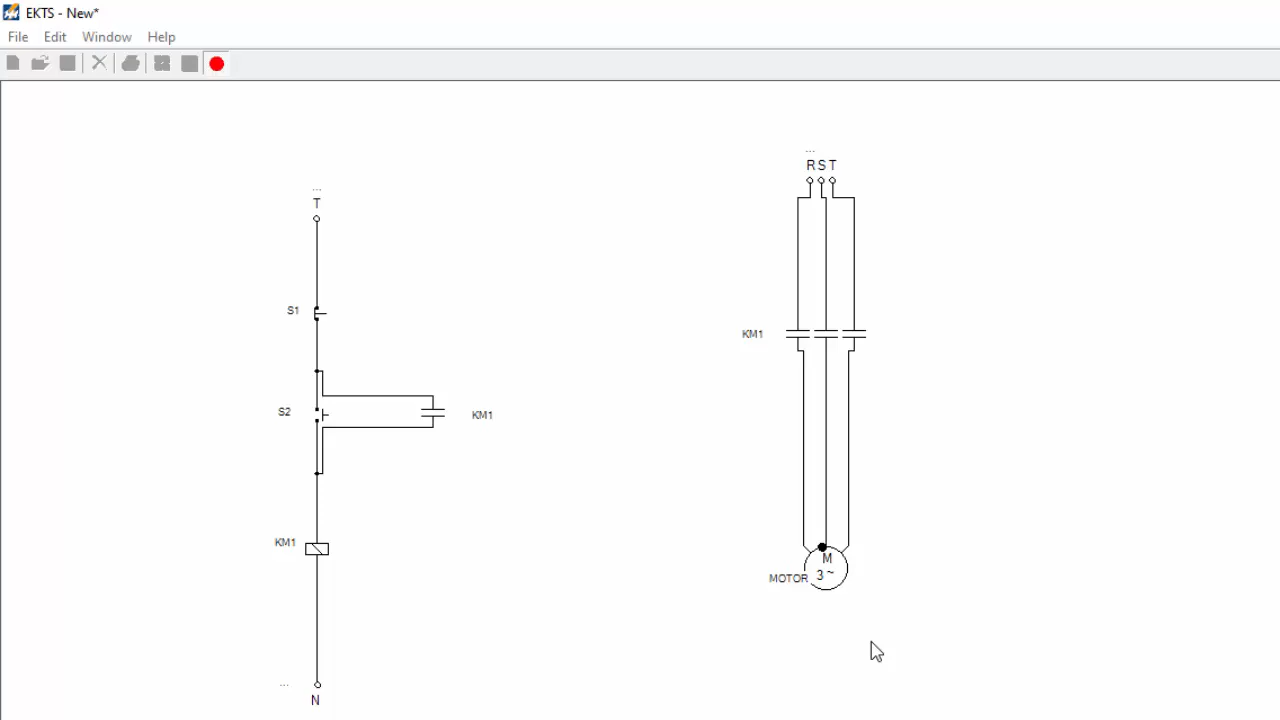 EKTS - New*
File Edit Window Help
...
T
S1
S2
KM1
KM1
...
N
...
R S T
KM1
M
3 ~
MOTOR